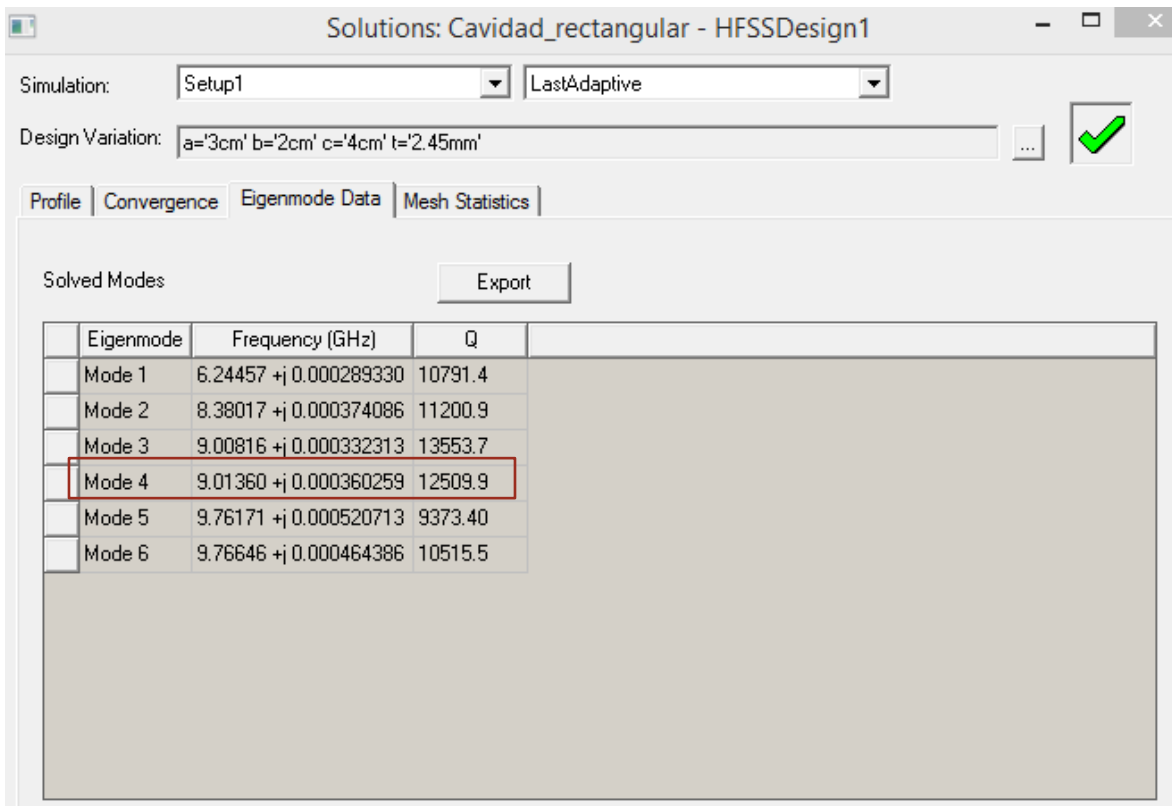 Solutions: Cavidad_rectangular - HFSSDesign1
Simulation: Setup1 LastAdaptive
Design Variation: a='3cm' b='2cm' c='4cm' t='2.45mm' ...
Profile Convergence Eigenmode Data Mesh Statistics
Solved Modes Export
Eigenmode Frequency (GHz) Q
Mode 1 6.24457 +j 0.000289330 10791.4
Mode 2 8.38017 +j 0.000374086 11200.9
Mode 3 9.00816 +j 0.000332313 13553.7
Mode 4 9.01360 +j 0.000360259 12509.9
Mode 5 9.76171 +j 0.000520713 9373.40
Mode 6 9.76646 +j 0.000464386 10515.5